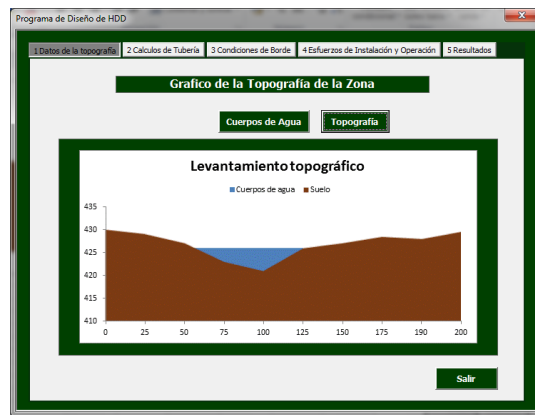 Programa de Diseño de HDD
1 Datos de la topografía 2 Calculos de Tubería 3 Condiciones de Borde 4 Esfuerzos de Instalación y Operación 5 Resultados
Grafico de la Topografía de la Zona
Cuerpos de Agua Topografía
Levantamiento topográfico
Cuerpos de agua Suelo
435
430
425
420
415
410
0 25 50 75 100 125 150 175 190 200
Salir